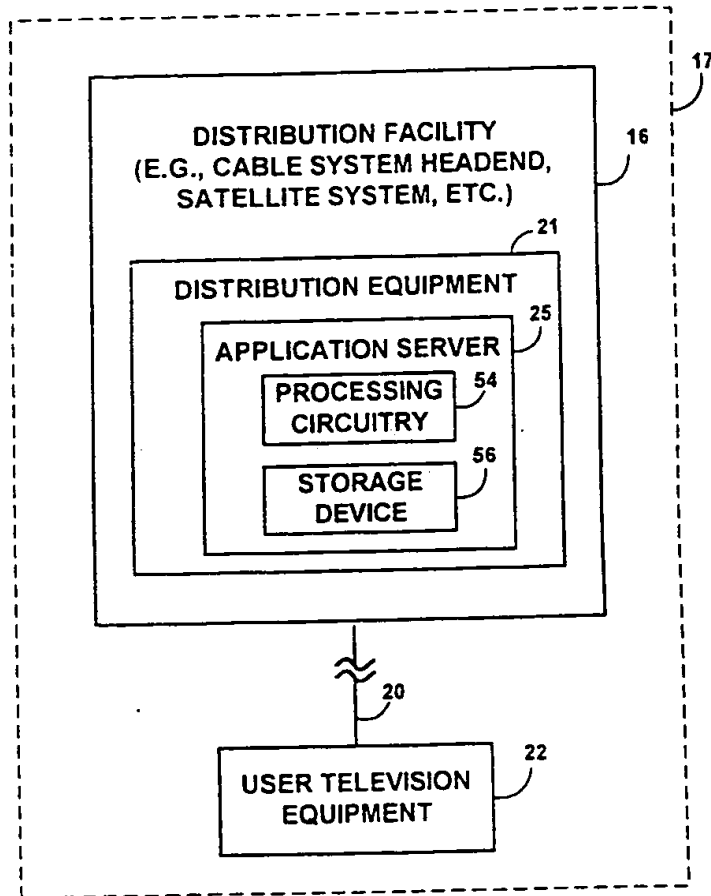 17
16
DISTRIBUTION FACILITY
(E.G., CABLE SYSTEM HEADEND,
SATELLITE SYSTEM, ETC.)
21
DISTRIBUTION EQUIPMENT
25
APPLICATION SERVER
54
PROCESSING
CIRCUITRY
56
STORAGE
DEVICE
20
22
USER TELEVISION
EQUIPMENT